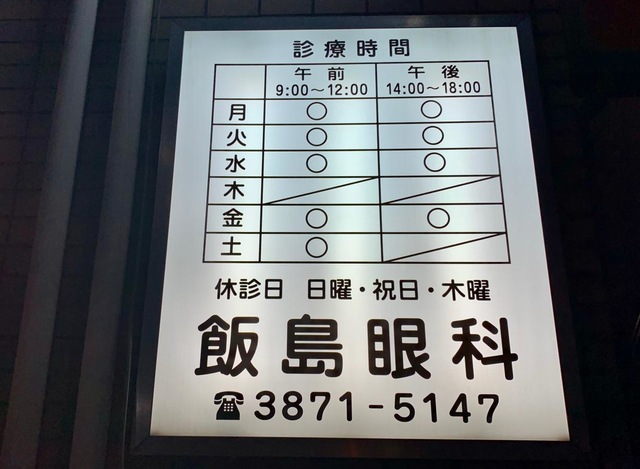 診療時間
午前 午後
9:00～12:00 14:00～18:00
月 ○ ○
火 ○ ○
水 ○ ○
木
金 ○ ○
土 ○
休診日 日曜・祝日・木曜
飯島眼科
☎3871-5147